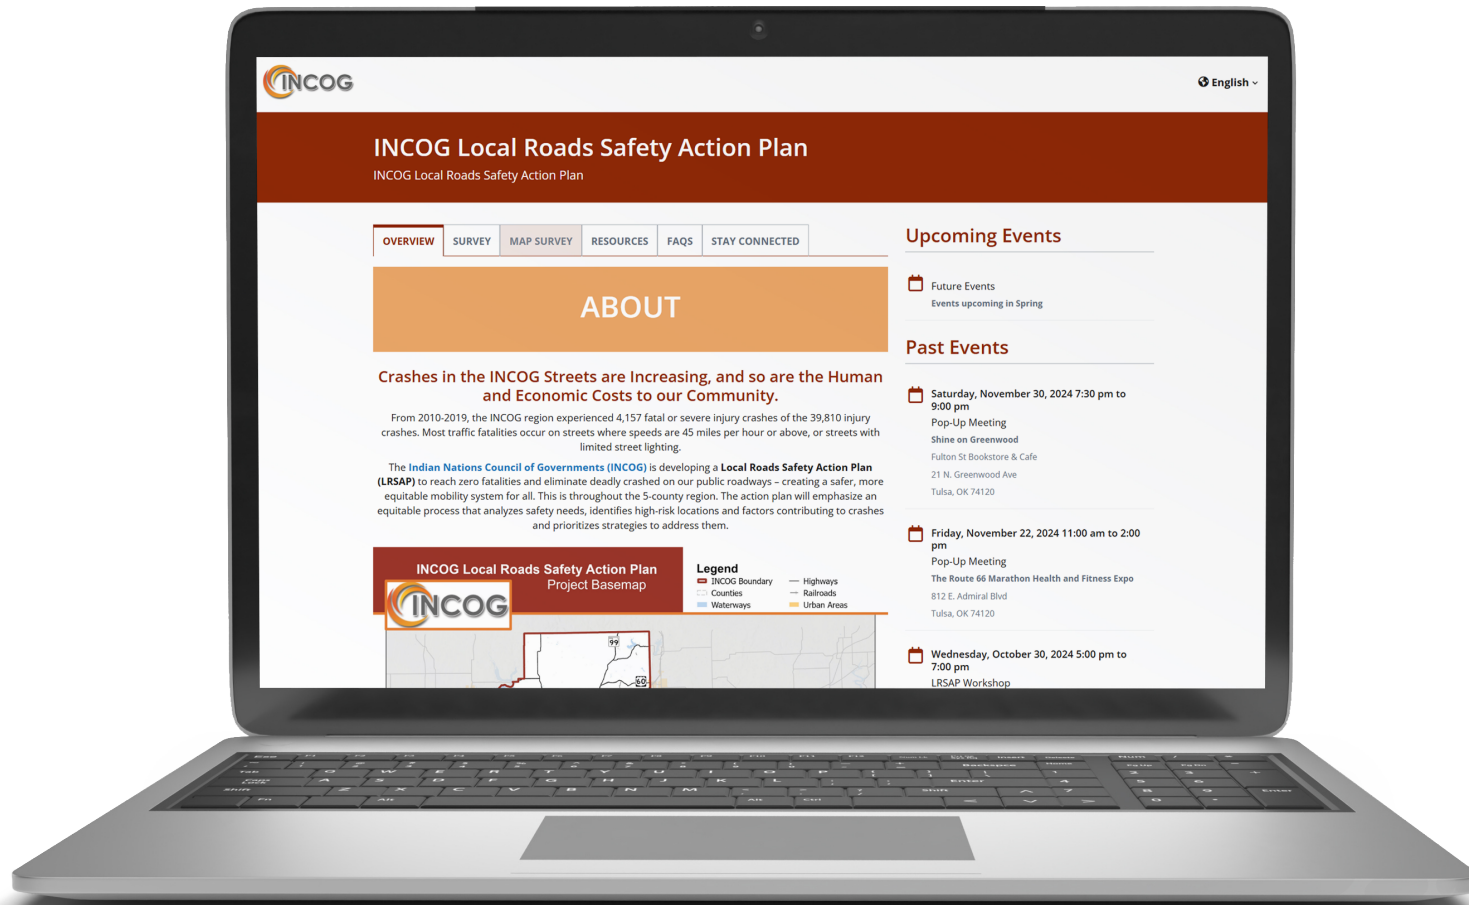 INCOG
English
INCOG Local Roads Safety Action Plan
INCOG Local Roads Safety Action Plan
OVERVIEW SURVEY MAP SURVEY RESOURCES FAQS STAY CONNECTED
ABOUT
Crashes in the INCOG Streets are Increasing, and so are the Human
and Economic Costs to our Community.
From 2010-2019, the INCOG region experienced 4,157 fatal or severe injury crashes of the 39,810 injury
crashes. Most traffic fatalities occur on streets where speeds are 45 miles per hour or above, or streets with
limited street lighting.
The Indian Nations Council of Governments (INCOG) is developing a Local Roads Safety Action Plan
(LRSAP) to reach zero fatalities and eliminate deadly crashed on our public roadways – creating a safer, more
equitable mobility system for all. This is throughout the 5-county region. The action plan will emphasize an
equitable process that analyzes safety needs, identifies high-risk locations and factors contributing to crashes
and prioritizes strategies to address them.
INCOG Local Roads Safety Action Plan
Project Basemap
INCOG
Legend
INCOG Boundary
Counties
Waterways
Highways
Railroads
Urban Areas
99
60
Upcoming Events
Future Events
Events upcoming in Spring
Past Events
Saturday, November 30, 2024 7:30 pm to
9:00 pm
Pop-Up Meeting
Shine on Greenwood
Fulton St Bookstore & Cafe
21 N. Greenwood Ave
Tulsa, OK 74120
Friday, November 22, 2024 11:00 am to 2:00
pm
Pop-Up Meeting
The Route 66 Marathon Health and Fitness Expo
812 E. Admiral Blvd
Tulsa, OK 74120
Wednesday, October 30, 2024 5:00 pm to
7:00 pm
LRSAP Workshop
Backspace
Tab Q W E R T Y U I O P
A S D F G H J K L Enter
Shift Z X C V B N M Shift
Fn Alt Alt Ctrl Enter